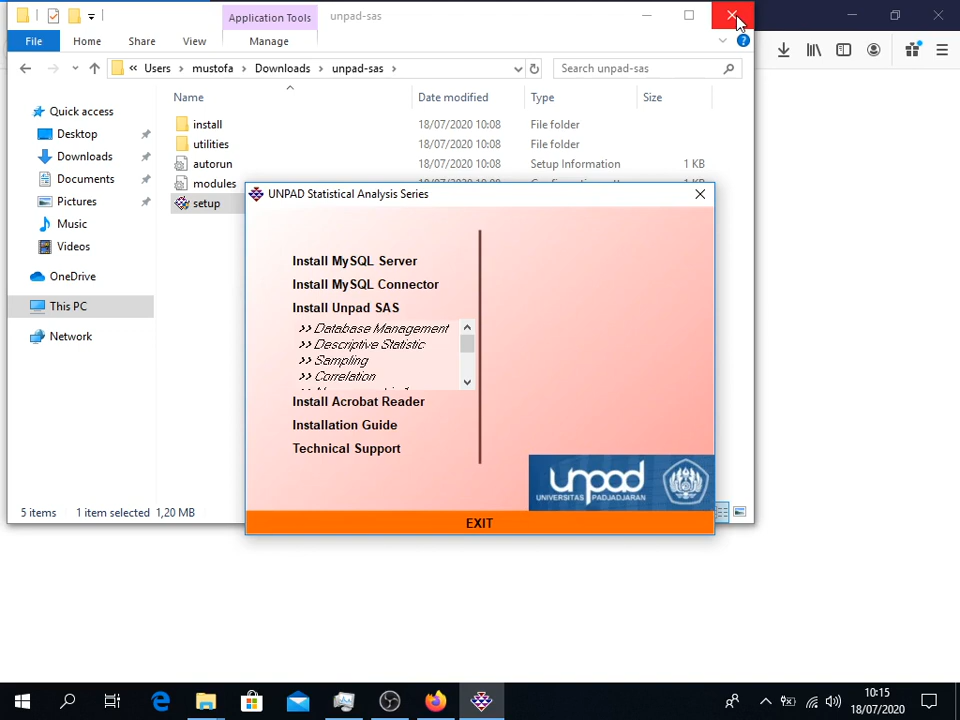 Application Tools
unpad-sas
File
Home
Share
View
Manage
Users
mustofa
Downloads
unpad-sas
Search unpad-sas
Name
Date modified
Type
Size
Quick access
Desktop
Downloads
Documents
Pictures
Music
Videos
OneDrive
This PC
Network
install
18/07/2020 10:08
File folder
utilities
18/07/2020 10:08
File folder
autorun
18/07/2020 10:08
Setup Information
1 KB
modules
setup
UNPAD Statistical Analysis Series
Install MySQL Server
Install MySQL Connector
Install Unpad SAS
>> Database Management
>> Descriptive Statistic
>> Sampling
>> Correlation
Install Acrobat Reader
Installation Guide
Technical Support
unpad
UNIVERSITAS PADJADJARAN
EXIT
5 items
1 item selected 1,20 MB
10:15
18/07/2020